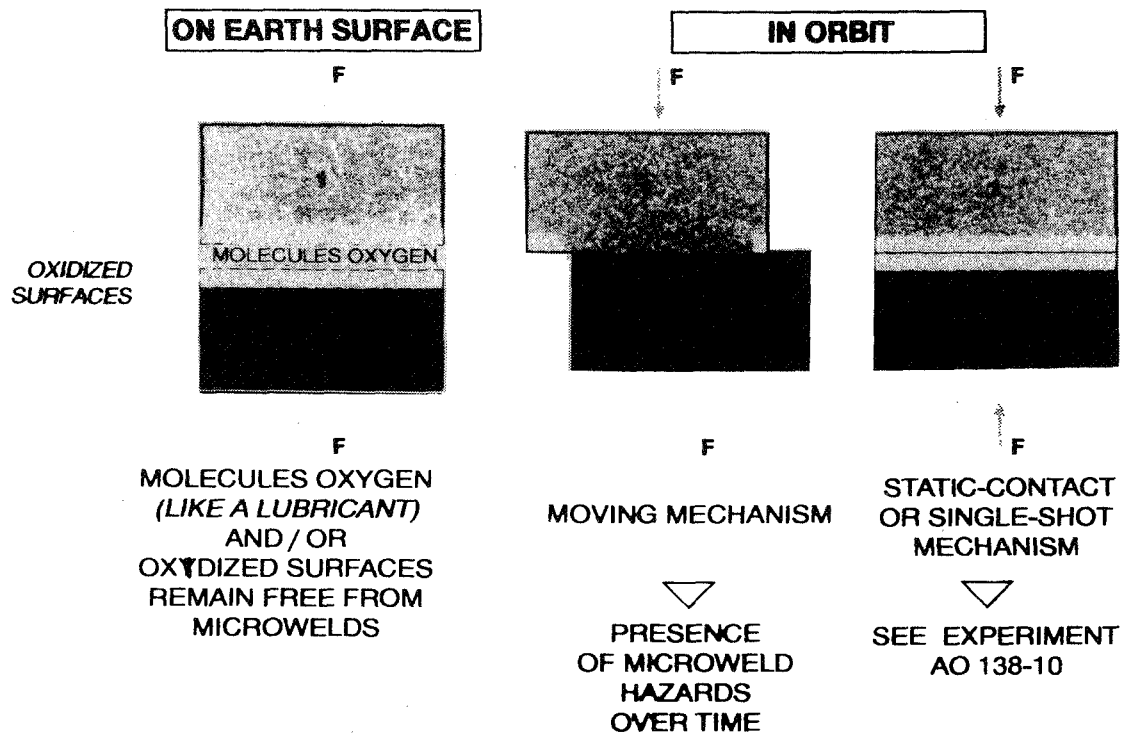 ON EARTH SURFACE
F
MOLECULES OXYGEN
OXIDIZED
SURFACES
F
MOLECULES OXYGEN
(LIKE A LUBRICANT)
AND / OR
OXYDIZED SURFACES
REMAIN FREE FROM
MICROWELDS
IN ORBIT
F
F
MOVING MECHANISM
PRESENCE
OF MICROWELD
HAZARDS
OVER TIME
F
F
STATIC-CONTACT
OR SINGLE-SHOT
MECHANISM
SEE EXPERIMENT
AO 138-10